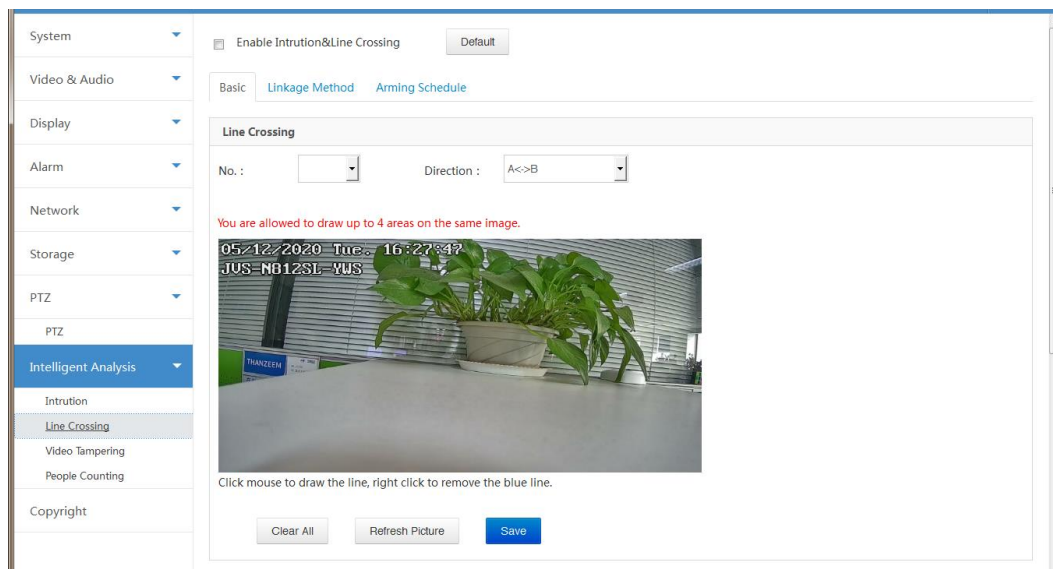 System
Video & Audio
Display
Alarm
Network
Storage
PTZ
PTZ
Intelligent Analysis
Intrution
Line Crossing
Video Tampering
People Counting
Copyright
Enable Intrution&Line Crossing
Default
Basic Linkage Method Arming Schedule
Line Crossing
No. : Direction : A<->B
You are allowed to draw up to 4 areas on the same image.
05/12/2020 Tue. 16:27:47
JVS-N812SL-YWS
THANZEEM
Click mouse to draw the line, right click to remove the blue line.
Clear All Refresh Picture Save